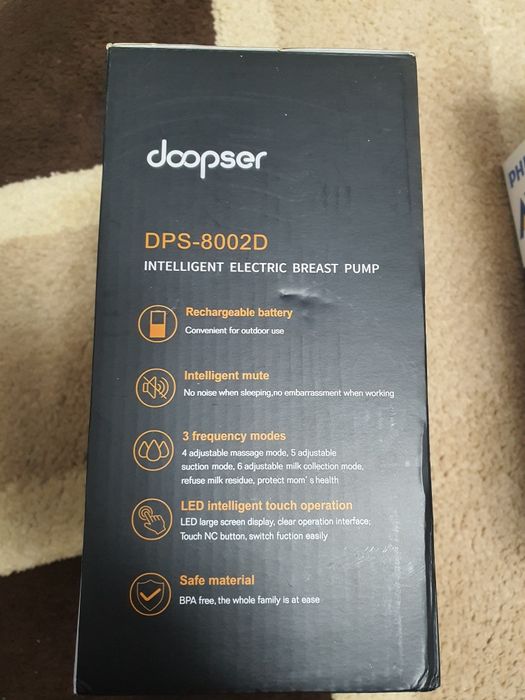 doopser
DPS-8002D
INTELLIGENT ELECTRIC BREAST PUMP
Rechargeable battery
Convenient for outdoor use
Intelligent mute
No noise when sleeping,no embarrassment when working
3 frequency modes
4 adjustable massage mode, 5 adjustable
suction mode, 6 adjustable milk collection mode,
refuse milk residue, protect mom's health
LED intelligent touch operation
LED large screen display, clear operation interface;
Touch NC button, switch fuction easily
Safe material
BPA free, the whole family is at ease
PH